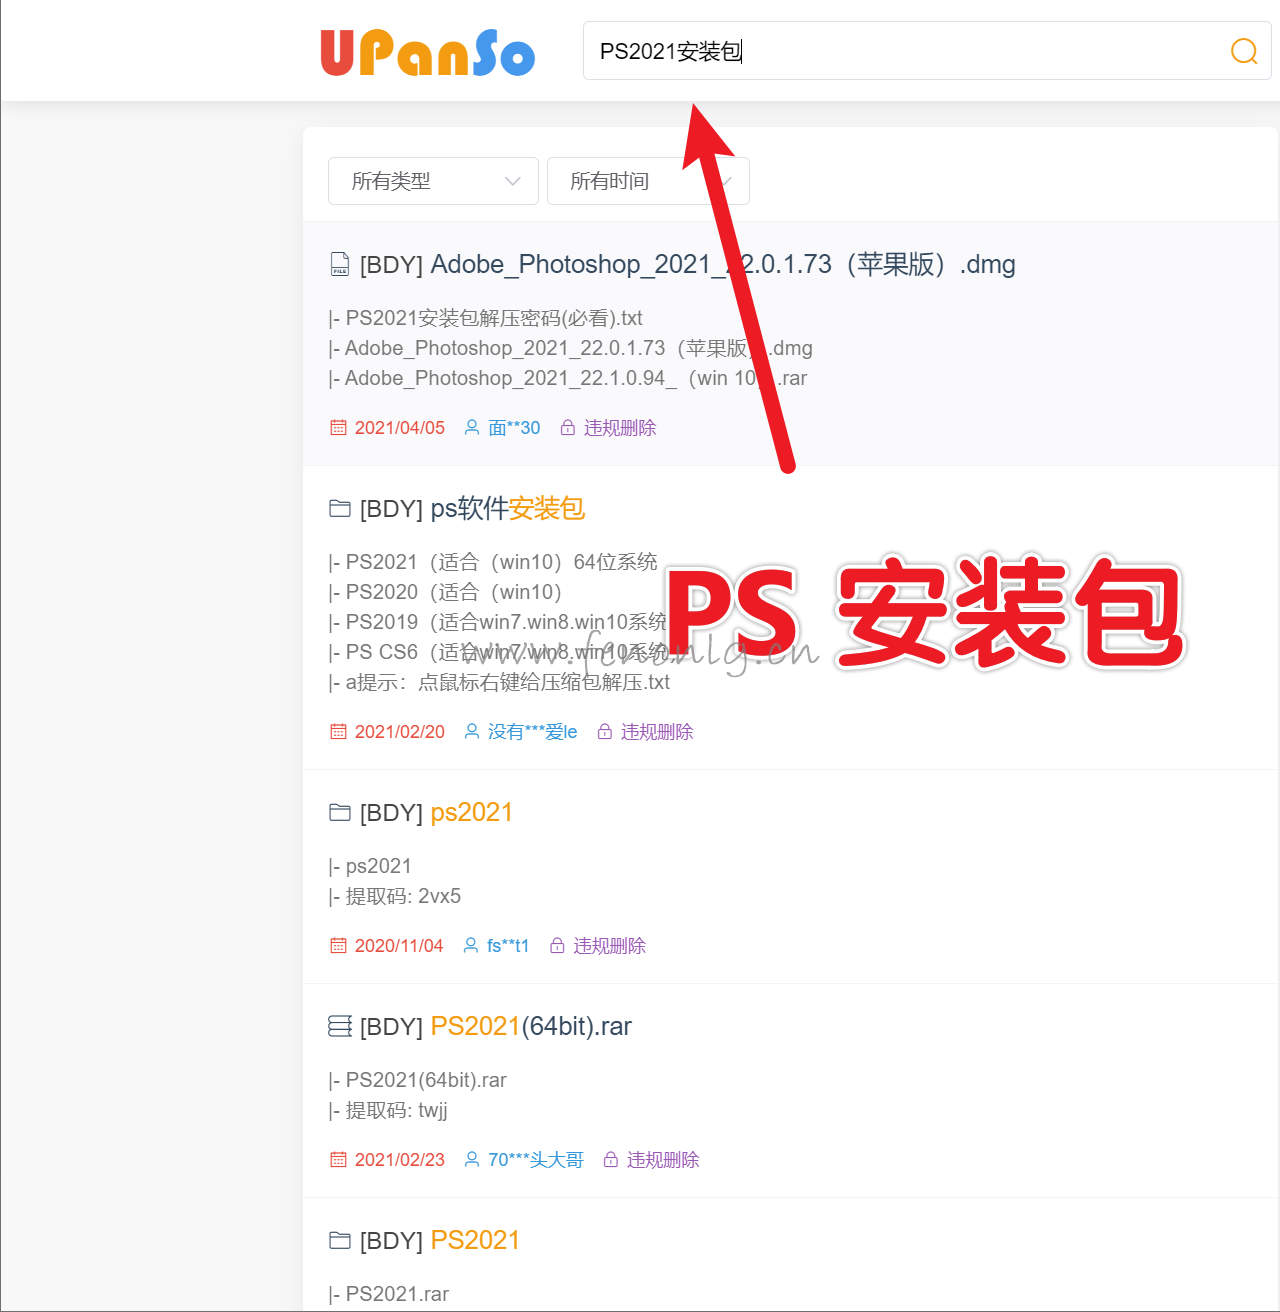 UPanSo
PS2021安装包
所有类型
所有时间
[BDY] Adobe_Photoshop_2021_22.0.1.73（苹果版）.dmg
|- PS2021安装包解压密码(必看).txt
|- Adobe_Photoshop_2021_22.0.1.73（苹果版）.dmg
|- Adobe_Photoshop_2021_22.1.0.94_（win 10）.rar
2021/04/05 面**30 违规删除
[BDY] ps软件安装包
|- PS2021（适合（win10）64位系统
|- PS2020（适合（win10）
|- PS2019（适合win7.win8.win10系统
|- PS CS6（适合win7.win8.win10系统
|- a提示：点鼠标右键给压缩包解压.txt
PS 安装包
2021/02/20 没有***爱le 违规删除
[BDY] ps2021
|- ps2021
|- 提取码: 2vx5
2020/11/04 fs**t1 违规删除
FILE
[BDY] PS2021(64bit).rar
|- PS2021(64bit).rar
|- 提取码: twjj
2021/02/23 70***头大哥 违规删除
[BDY] PS2021
|- PS2021.rar